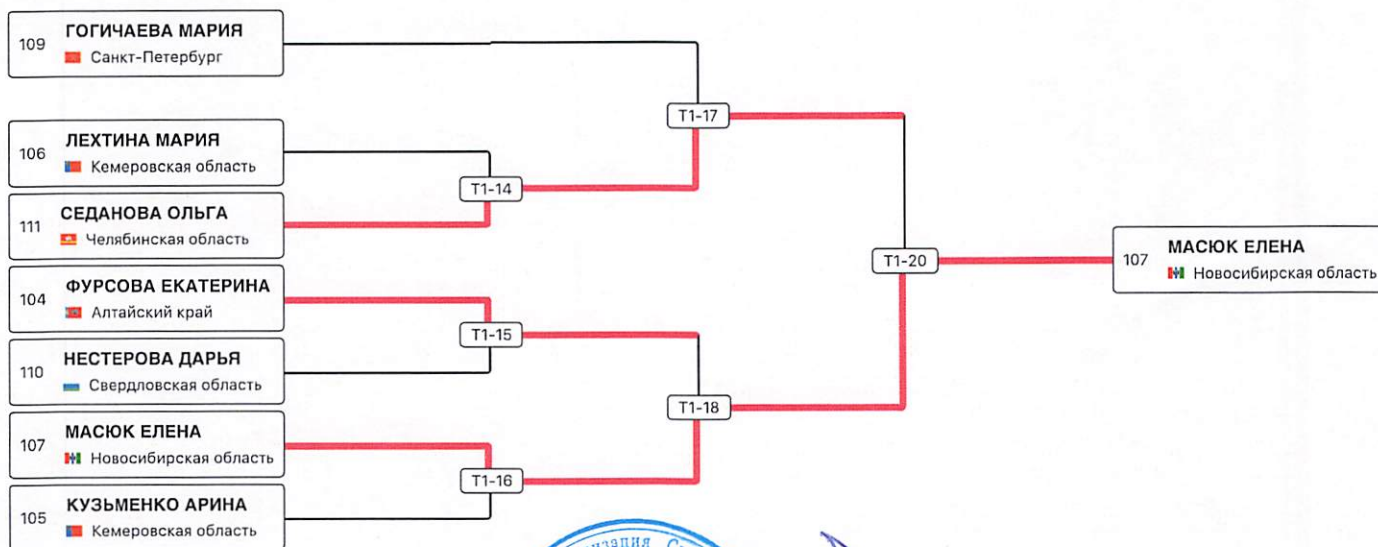 109 ГОГИЧАЕВА МАРИЯ
Санкт-Петербург
T1-17
106 ЛЕХТИНА МАРИЯ
Кемеровская область
T1-14
111 СЕДАНОВА ОЛЬГА
Челябинская область
T1-20
107 МАСЮК ЕЛЕНА
Новосибирская область
104 ФУРСОВА ЕКАТЕРИНА
Алтайский край
T1-15
110 НЕСТЕРОВА ДАРЬЯ
Свердловская область
T1-18
107 МАСЮК ЕЛЕНА
Новосибирская область
T1-16
105 КУЗЬМЕНКО АРИНА
Кемеровская область